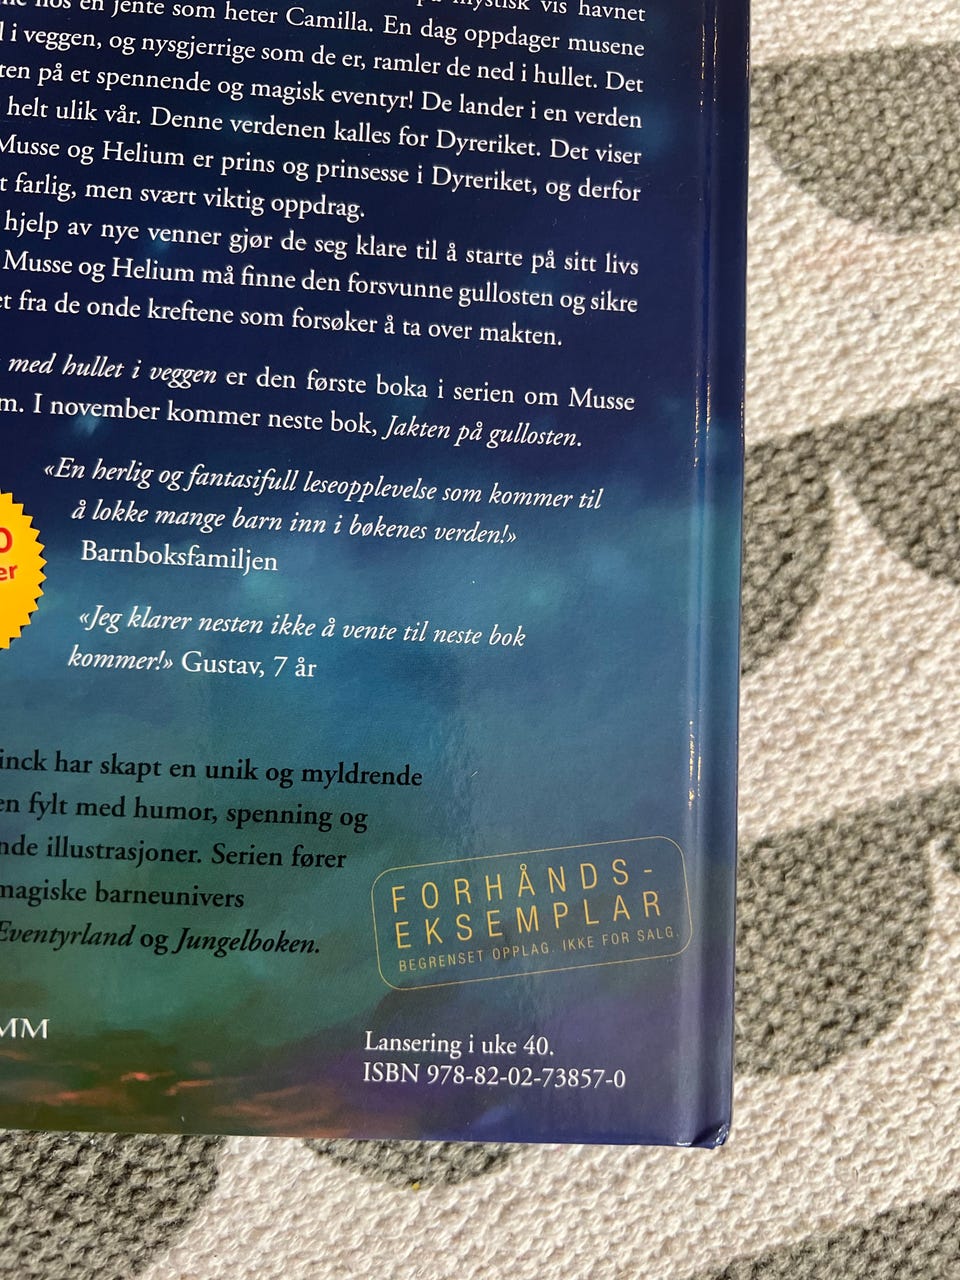 hos en jente som heter Camilla. En dag oppdager musene
i veggen, og nysgjerrige som de er, ramler de ned i hullet. Det
på et spennende og magisk eventyr! De lander i en verden
helt ulik vår. Denne verdenen kalles for Dyreriket. Det viser
Musse og Helium er prins og prinsesse i Dyreriket, og derfor
t farlig, men svært viktig oppdrag.
hjelp av nye venner gjør de seg klare til å starte på sitt livs
Musse og Helium må finne den forsvunne gullosten og sikre
et fra de onde kreftene som forsøker å ta over makten.
med hullet i veggen er den første boka i serien om Musse
m. I november kommer neste bok, Jakten på gullosten.
«En herlig og fantasifull leseopplevelse som kommer til
å lokke mange barn inn i bøkenes verden!»
Barnboksfamiljen
«Jeg klarer nesten ikke å vente til neste bok
kommer!» Gustav, 7 år
0
er
inck har skapt en unik og myldrende
en fylt med humor, spenning og
nde illustrasjoner. Serien fører
magiske barneunivers
Eventyrland og Jungelboken.
FORHÅNDS-
EKSEMPLAR
BEGRENSET OPPLAG. IKKE FOR SALG.
MM
Lansering i uke 40.
ISBN 978-82-02-73857-0